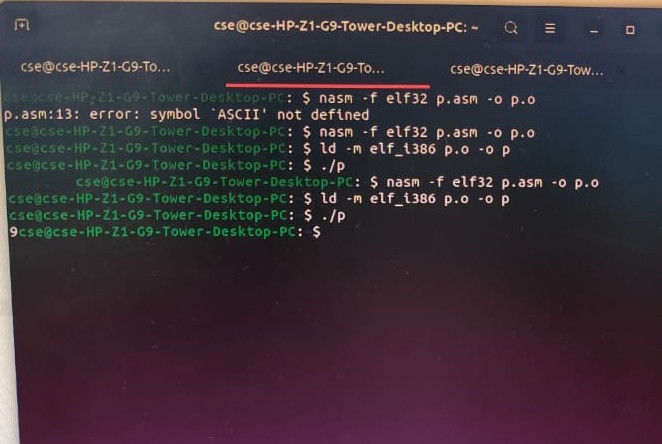 cse@cse-HP-Z1-G9-Tower-Desktop-PC: ~
cse@cse-HP-Z1-G9-To...
cse@cse-HP-Z1-G9-To...
cse@cse-HP-Z1-G9-Tow...
cse@cse-HP-Z1-G9-Tower-Desktop-PC: $ nasm -f elf32 p.asm -o p.o
p.asm:13: error: symbol `ASCII' not defined
cse@cse-HP-Z1-G9-Tower-Desktop-PC: $ nasm -f elf32 p.asm -o p.o
cse@cse-HP-Z1-G9-Tower-Desktop-PC: $ ld -m elf_i386 p.o -o p
cse@cse-HP-Z1-G9-Tower-Desktop-PC: $ ./p
cse@cse-HP-Z1-G9-Tower-Desktop-PC: $ nasm -f elf32 p.asm -o p.o
cse@cse-HP-Z1-G9-Tower-Desktop-PC: $ ld -m elf_i386 p.o -o p
cse@cse-HP-Z1-G9-Tower-Desktop-PC: $ ./p
9cse@cse-HP-Z1-G9-Tower-Desktop-PC: $